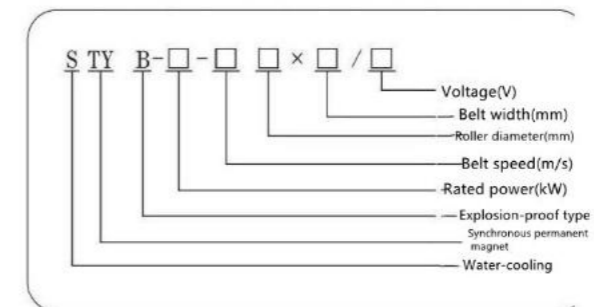 S TY B-□-□ □×□/□
Voltage(V)
Belt width(mm)
Roller diameter(mm)
Belt speed(m/s)
Rated power(kW)
Explosion-proof type
Synchronous permanent
magnet
Water-cooling